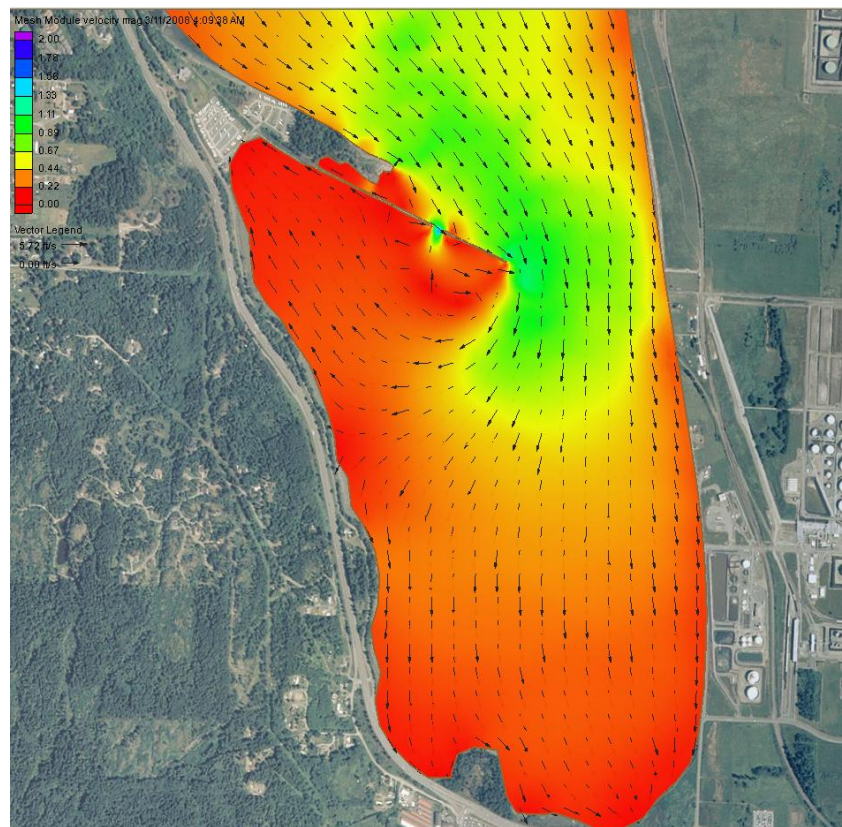 Mesh Module velocity mag 3/11/2008 4:09:38 AM
2.00
1.78
1.56
1.33
1.11
0.89
0.67
0.44
0.22
0.00
Vector Legend
5.72 ft/s
0.00 ft/s